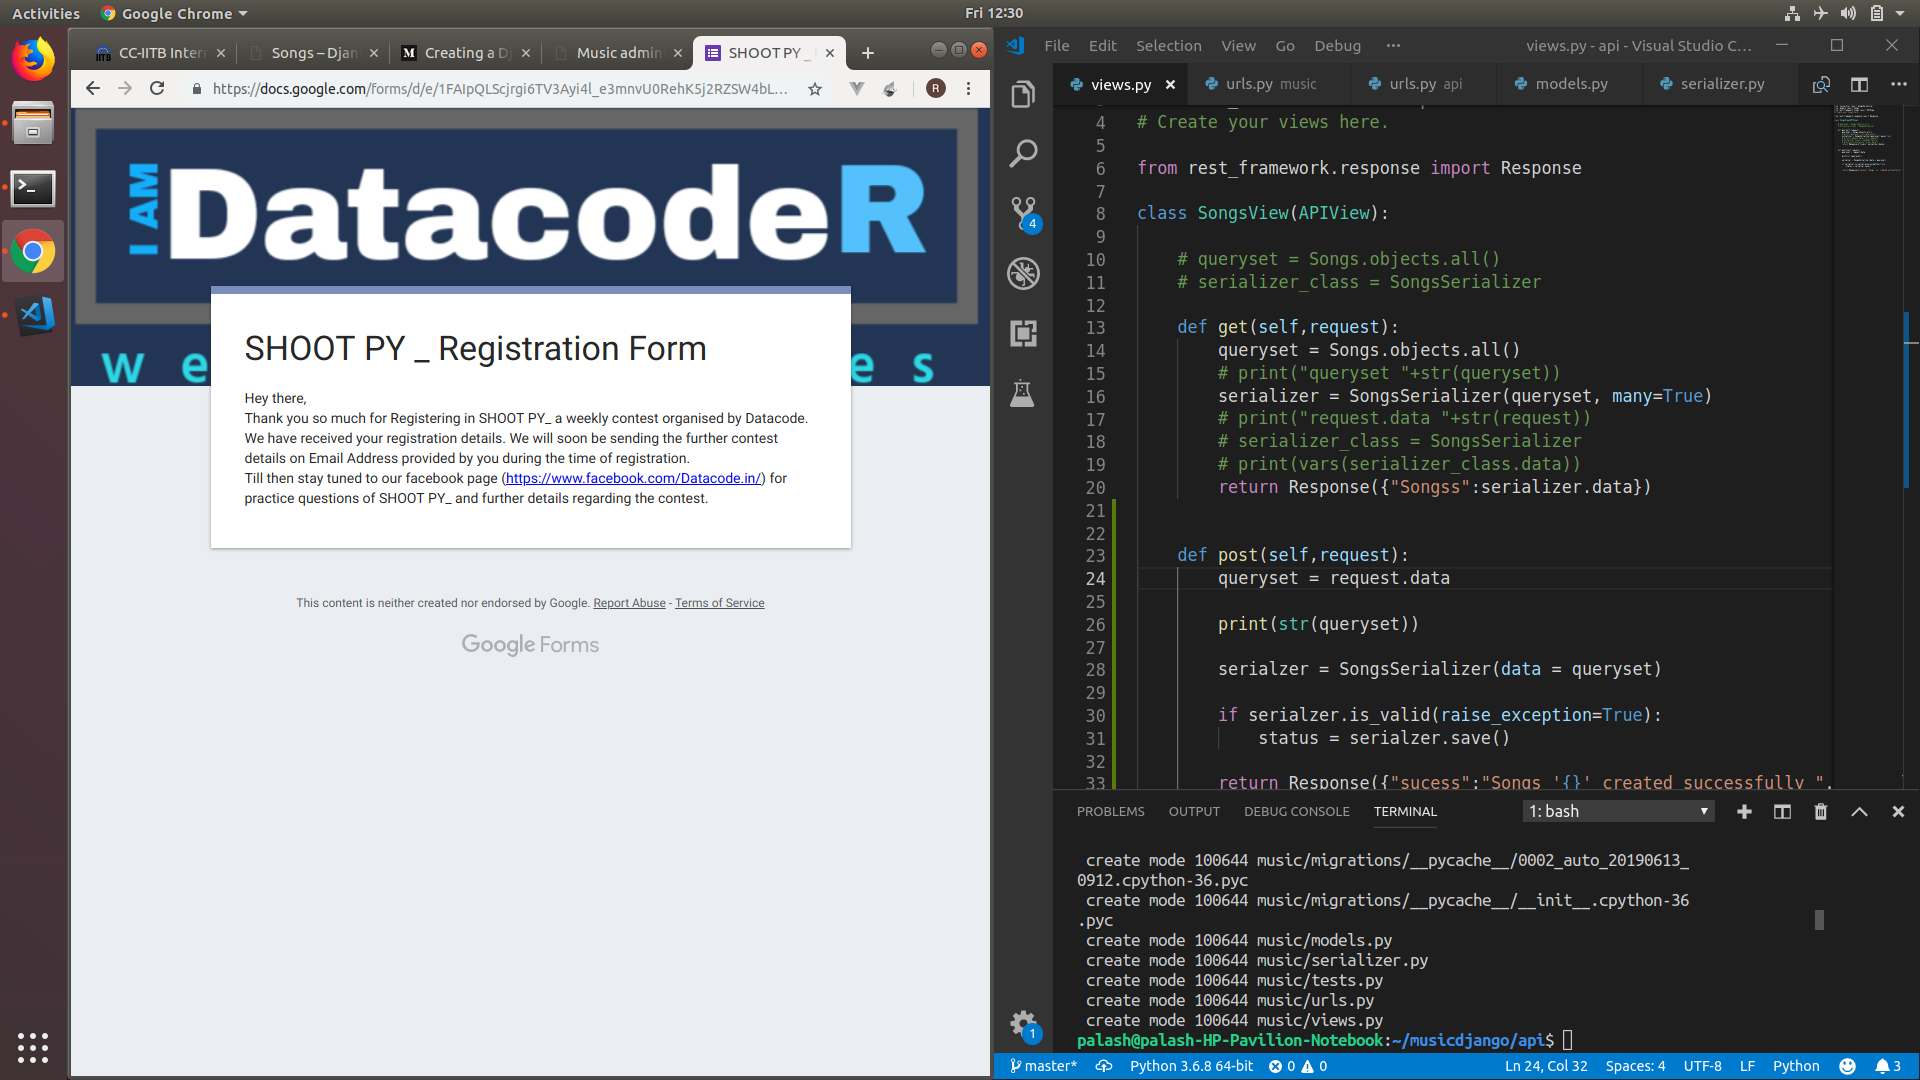 Activities
Google Chrome
Fri 12:30
CC-IITB Inter
Songs – Djan
Creating a D
Music admin
SHOOT PY _
https://docs.google.com/forms/d/e/1FAIpQLScjrgi6TV3Ayi4l_e3mnvU0RehK5j2RZSW4bL...
R
I AM DatacodeR
w e
e s
SHOOT PY _ Registration Form
Hey there,
Thank you so much for Registering in SHOOT PY_ a weekly contest organised by Datacode.
We have received your registration details. We will soon be sending the further contest
details on Email Address provided by you during the time of registration.
Till then stay tuned to our facebook page (https://www.facebook.com/Datacode.in/) for
practice questions of SHOOT PY_ and further details regarding the contest.
This content is neither created nor endorsed by Google. Report Abuse - Terms of Service
Google Forms
File Edit Selection View Go Debug ···
views.py - api - Visual Studio C...
views.py
urls.py music
urls.py api
models.py
serializer.py
4 # Create your views here.
5
6 from rest_framework.response import Response
7
8 class SongsView(APIView):
9
10 # queryset = Songs.objects.all()
11 # serializer_class = SongsSerializer
12
13 def get(self,request):
14 queryset = Songs.objects.all()
15 # print("queryset "+str(queryset))
16 serializer = SongsSerializer(queryset, many=True)
17 # print("request.data "+str(request))
18 # serializer_class = SongsSerializer
19 # print(vars(serializer_class.data))
20 return Response({"Songss":serializer.data})
21
22
23 def post(self,request):
24 queryset = request.data
25
26 print(str(queryset))
27
28 serialzer = SongsSerializer(data = queryset)
29
30 if serialzer.is_valid(raise_exception=True):
31 status = serialzer.save()
32
33 return Response({"sucess":"Songs '{}' created successfully ".
4
1
PROBLEMS OUTPUT DEBUG CONSOLE TERMINAL
1: bash
create mode 100644 music/migrations/__pycache__/0002_auto_20190613_
0912.cpython-36.pyc
create mode 100644 music/migrations/__pycache__/__init__.cpython-36
.pyc
create mode 100644 music/models.py
create mode 100644 music/serializer.py
create mode 100644 music/tests.py
create mode 100644 music/urls.py
create mode 100644 music/views.py
palash@palash-HP-Pavilion-Notebook:~/musicdjango/api$
master* Python 3.6.8 64-bit 0 0 Ln 24, Col 32 Spaces: 4 UTF-8 LF Python 3